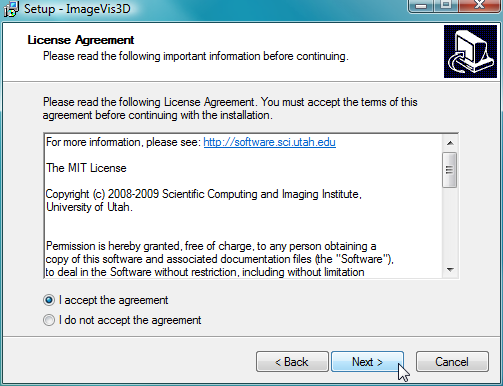 Setup - ImageVis3D
License Agreement
Please read the following important information before continuing.
Please read the following License Agreement. You must accept the terms of this
agreement before continuing with the installation.
For more information, please see: http://software.sci.utah.edu
The MIT License
Copyright (c) 2008-2009 Scientific Computing and Imaging Institute,
University of Utah.
Permission is hereby granted, free of charge, to any person obtaining a
copy of this software and associated documentation files (the "Software"),
to deal in the Software without restriction, including without limitation
I accept the agreement
I do not accept the agreement
< Back
Next >
Cancel